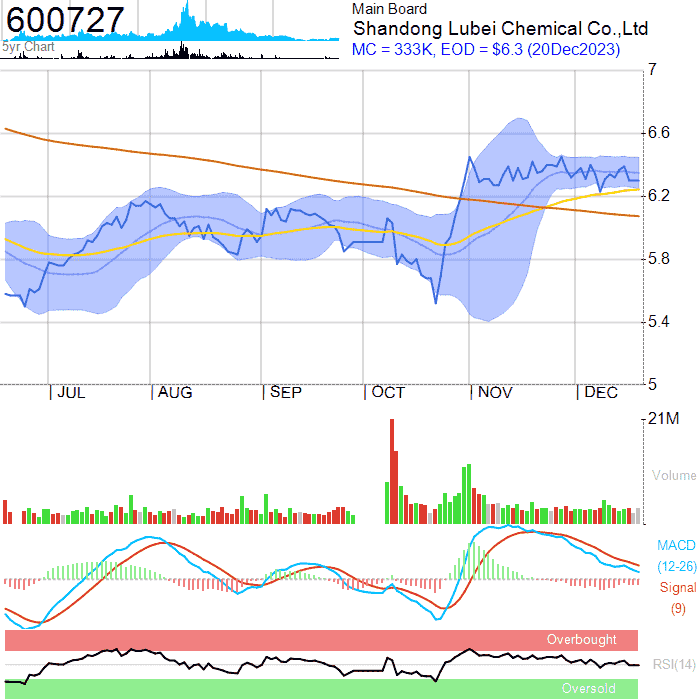 600727
5yr Chart
Main Board
Shandong Lubei Chemical Co.,Ltd
MC = 333K, EOD = $6.3 (20Dec2023)
7
6.6
6.2
5.8
5.4
5
JUL AUG SEP OCT NOV DEC
21M
Volume
MACD
(12-26)
Signal
(9)
Overbought
RSI(14)
Oversold